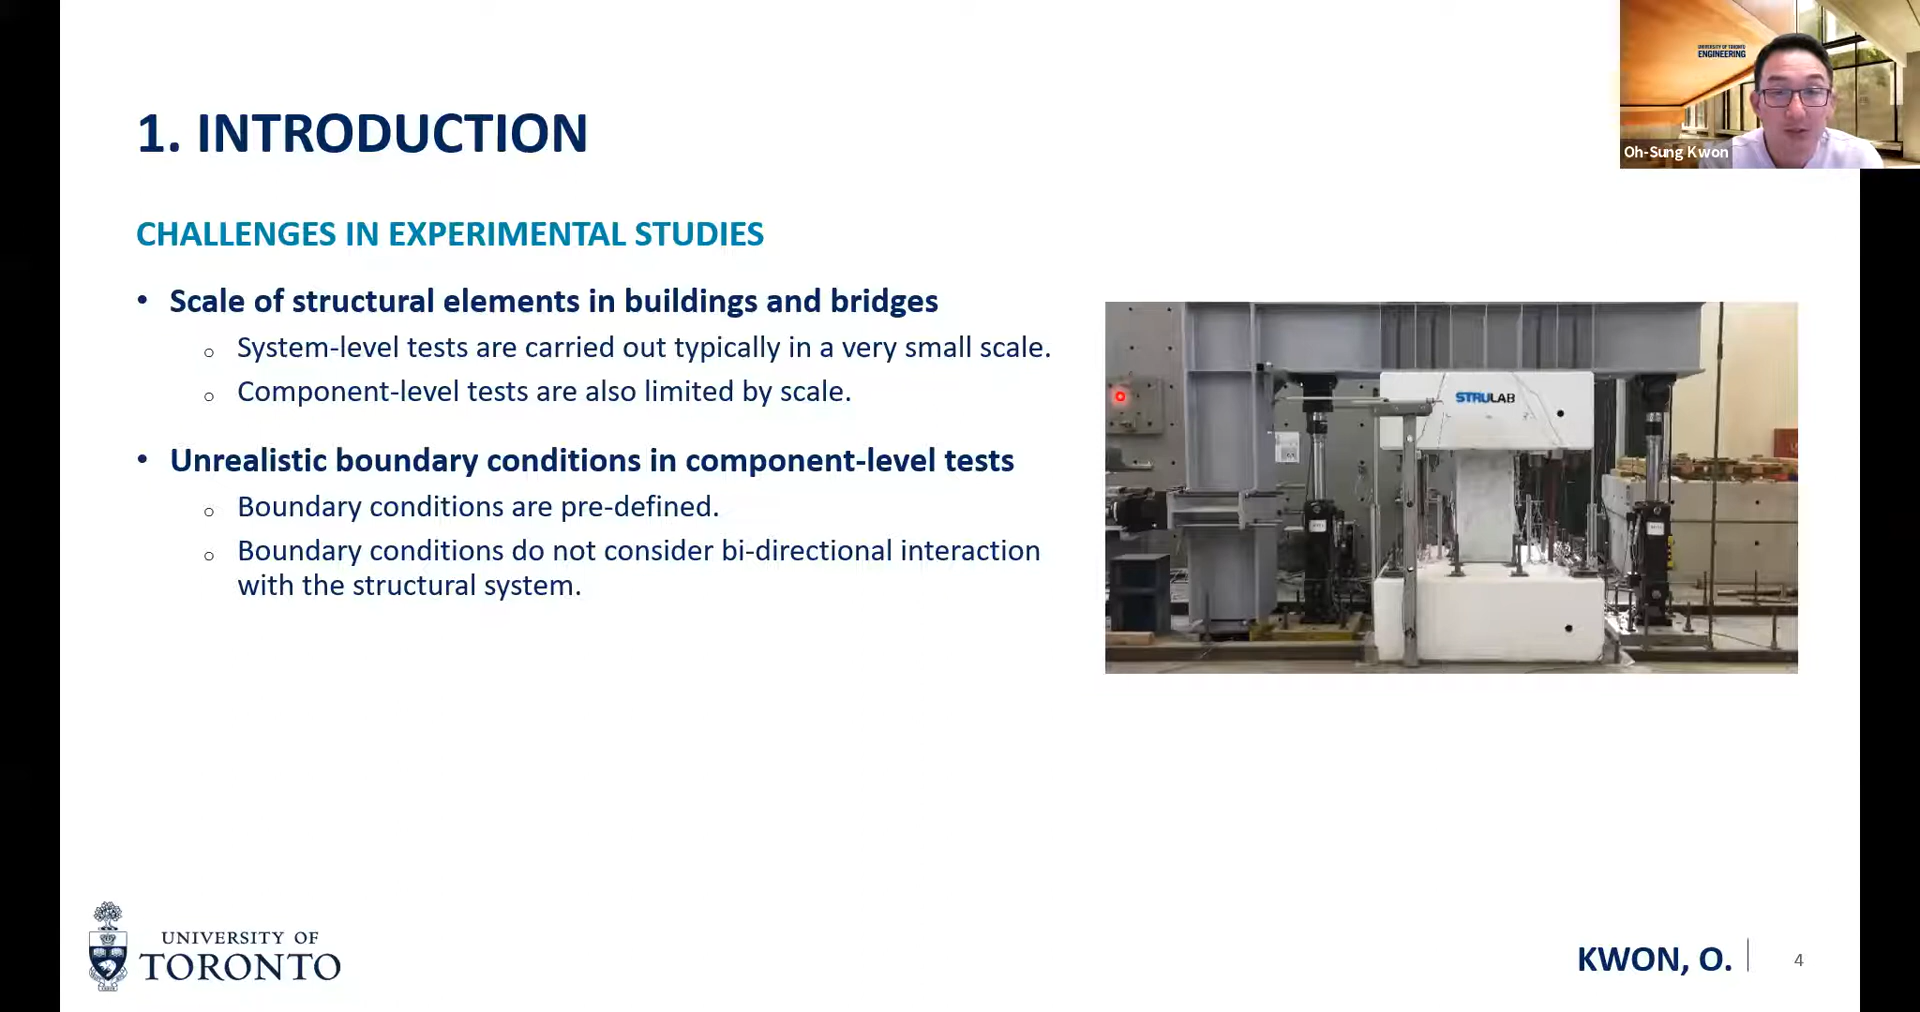 UNIVERSITY OF TORONTO
ENGINEERING
Oh-Sung Kwon
1. INTRODUCTION
CHALLENGES IN EXPERIMENTAL STUDIES
• Scale of structural elements in buildings and bridges
o System-level tests are carried out typically in a very small scale.
o Component-level tests are also limited by scale.
• Unrealistic boundary conditions in component-level tests
o Boundary conditions are pre-defined.
o Boundary conditions do not consider bi-directional interaction
with the structural system.
STRULAB
UNIVERSITY OF
TORONTO
KWON, O.
4